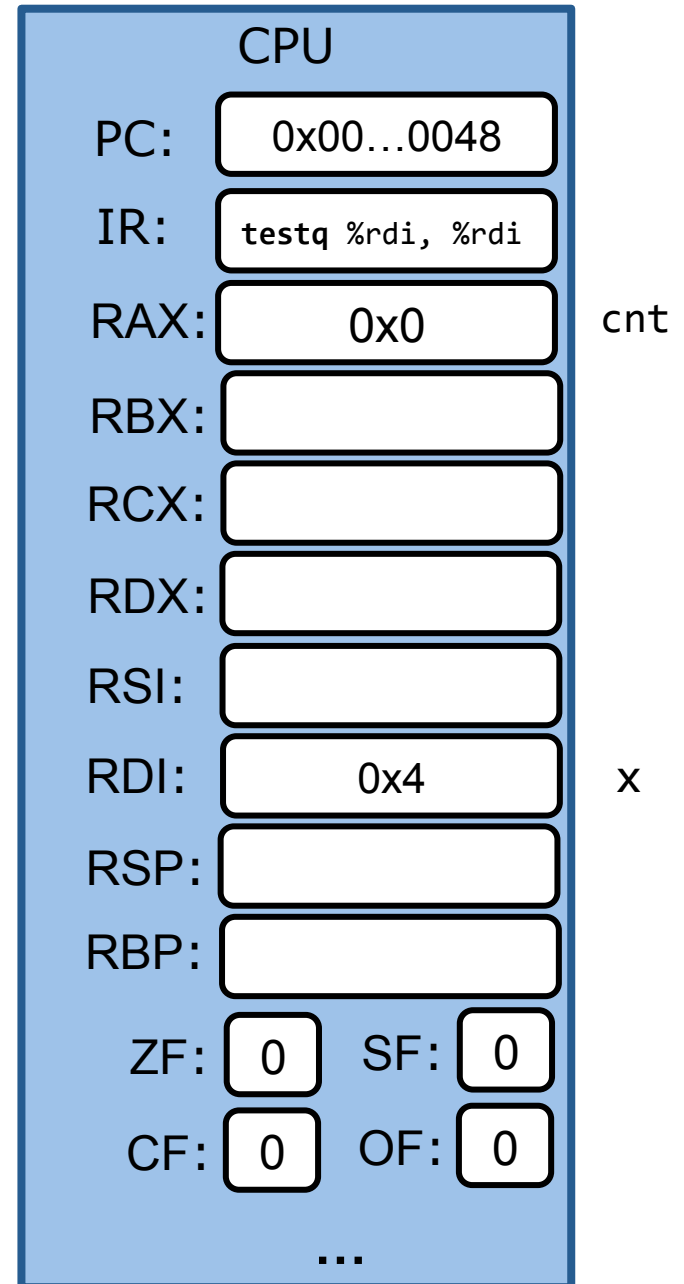 CPU
PC: 0x00…0048
IR: testq %rdi, %rdi
RAX: 0x0 cnt
RBX:
RCX:
RDX:
RSI:
RDI: 0x4 x
RSP:
RBP:
ZF: 0 SF: 0
CF: 0 OF: 0
…